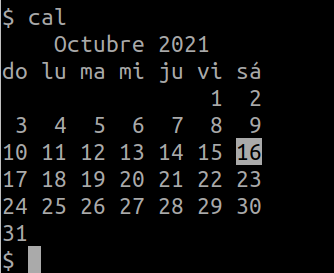 $ cal
Octubre 2021
do lu ma mi ju vi sá
1 2
3 4 5 6 7 8 9
10 11 12 13 14 15 16
17 18 19 20 21 22 23
24 25 26 27 28 29 30
31
$